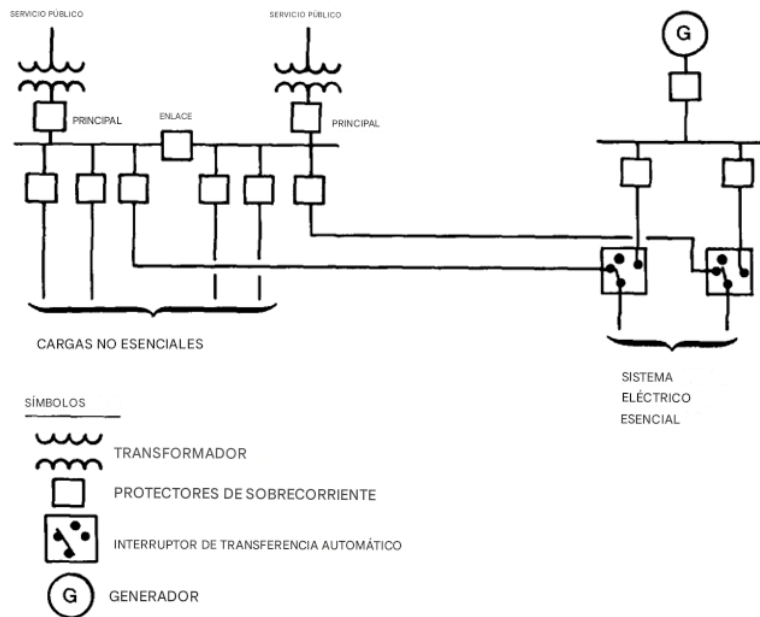 SERVICIO PÚBLICO
SERVICIO PÚBLICO
G
PRINCIPAL
ENLACE
PRINCIPAL
CARGAS NO ESENCIALES
SISTEMA
ELÉCTRICO
ESENCIAL
SÍMBOLOS
TRANSFORMADOR
PROTECTORES DE SOBRECORRIENTE
INTERRUPTOR DE TRANSFERENCIA AUTOMÁTICO
G
GENERADOR